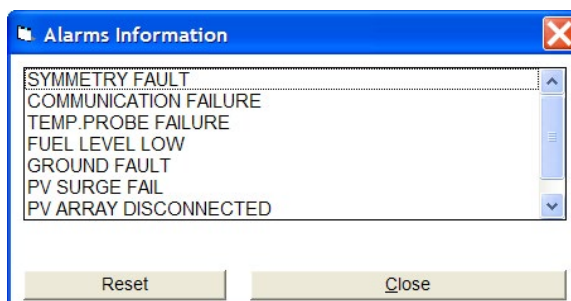 Alarms Information
SYMMETRY FAULT
COMMUNICATION FAILURE
TEMP.PROBE FAILURE
FUEL LEVEL LOW
GROUND FAULT
PV SURGE FAIL
PV ARRAY DISCONNECTED
Reset
Close